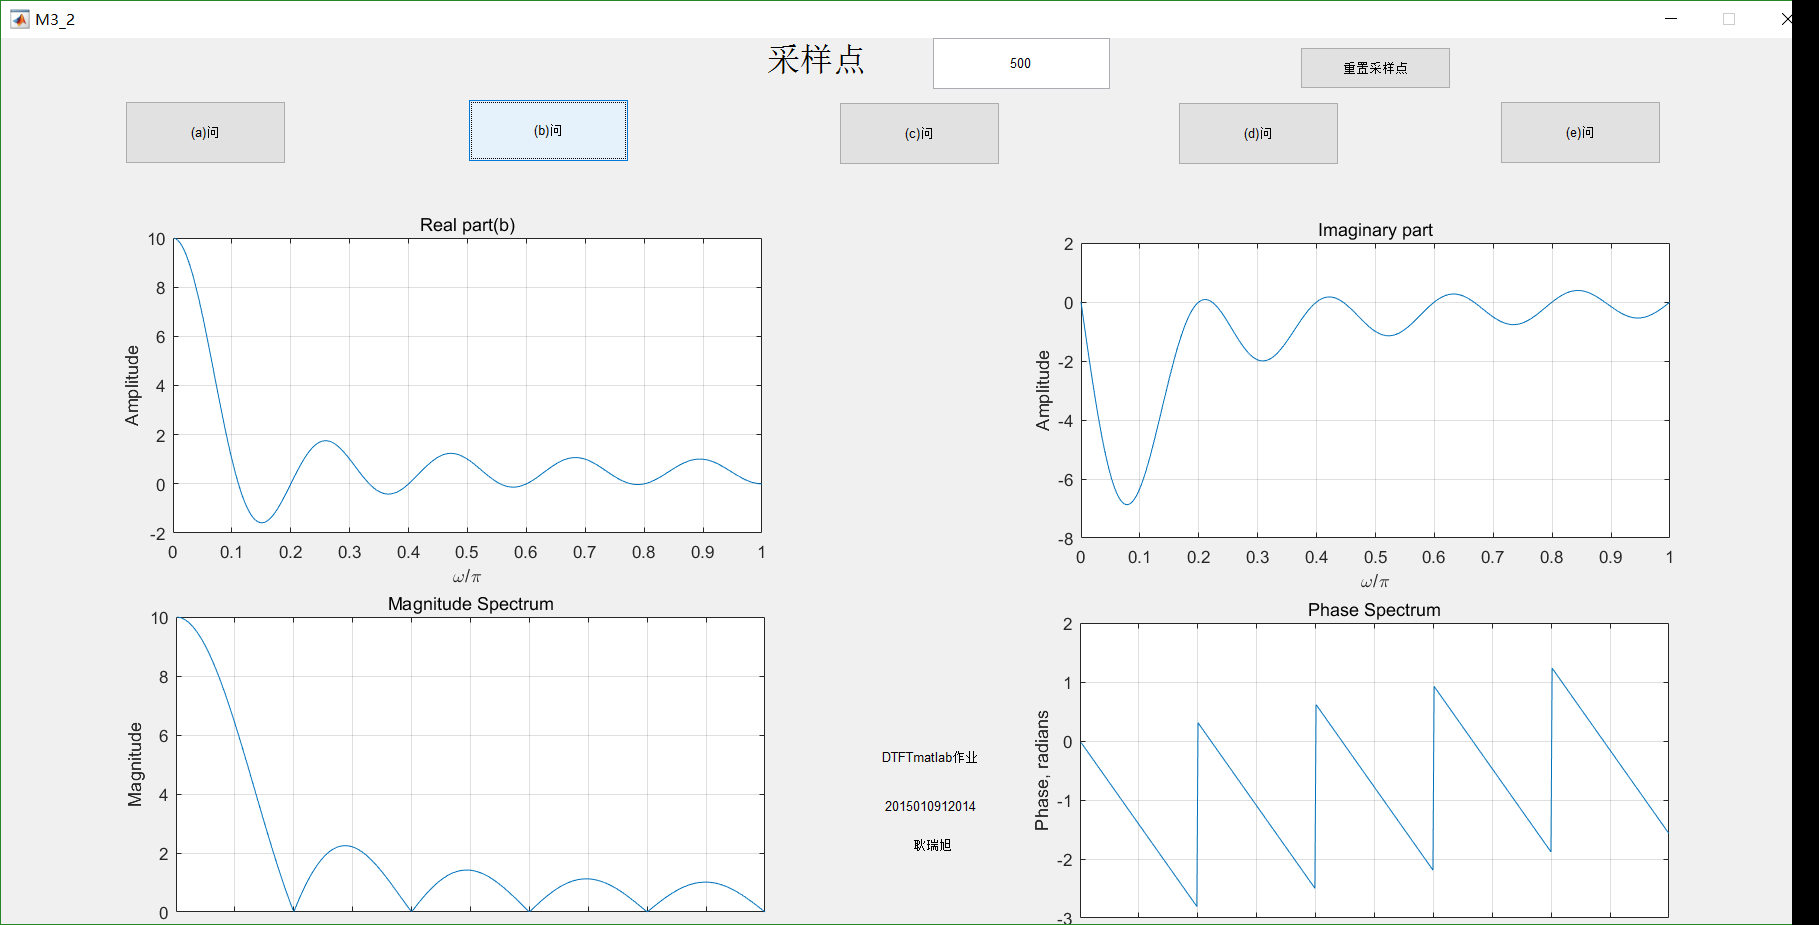 M3_2
采样点
500
重置采样点
(a)问
(b)问
(c)问
(d)问
(e)问
Real part(b)
Amplitude
10
8
6
4
2
0
-2
0 0.1 0.2 0.3 0.4 0.5 0.6 0.7 0.8 0.9 1
ω/π
Imaginary part
Amplitude
2
0
-2
-4
-6
-8
0 0.1 0.2 0.3 0.4 0.5 0.6 0.7 0.8 0.9 1
ω/π
Magnitude Spectrum
Magnitude
10
8
6
4
2
0
DTFTmatlab作业
2015010912014
耿瑞旭
Phase Spectrum
Phase, radians
2
1
0
-1
-2
-3